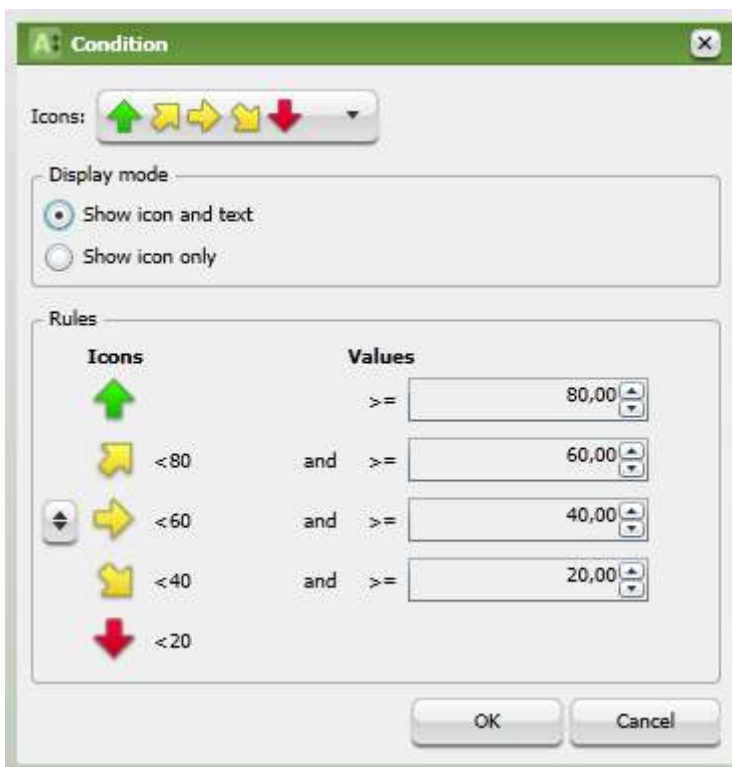 Condition
Icons:
Display mode
Show icon and text
Show icon only
Rules
Icons Values
>= 80,00
<80 and >= 60,00
<60 and >= 40,00
<40 and >= 20,00
<20
OK Cancel